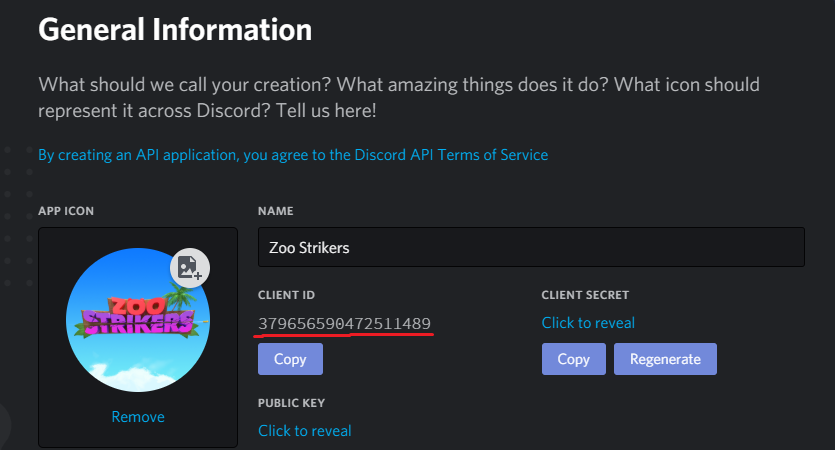 General Information
What should we call your creation? What amazing things does it do? What icon should
represent it across Discord? Tell us here!
By creating an API application, you agree to the Discord API Terms of Service
APP ICON
ZOO
STRIKERS
Remove
NAME
Zoo Strikers
CLIENT ID
379656590472511489
Copy
CLIENT SECRET
Click to reveal
Copy
Regenerate
PUBLIC KEY
Click to reveal